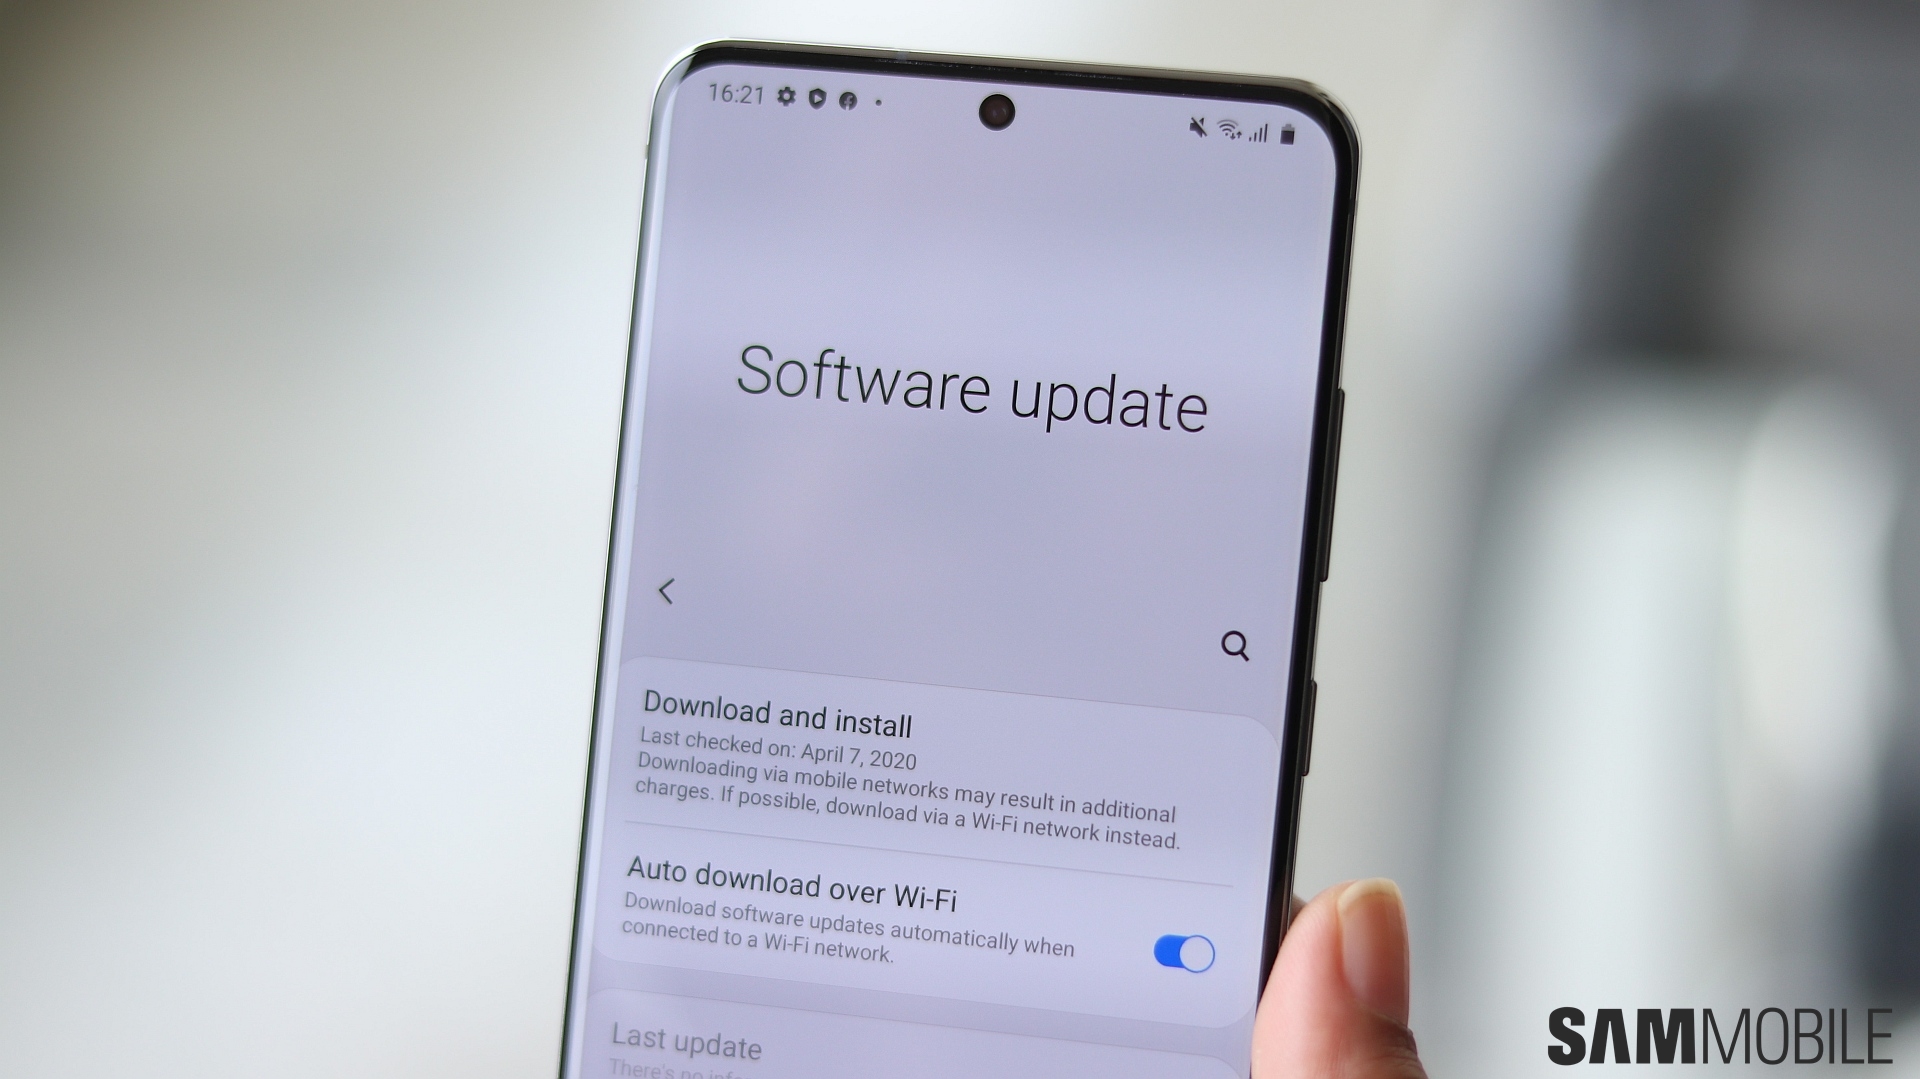 16:21
Software update
Download and install
Last checked on: April 7, 2020
Downloading via mobile networks may result in additional
charges. If possible, download via a Wi-Fi network instead.
Auto download over Wi-Fi
Download software updates automatically when
connected to a Wi-Fi network.
Last update
There's no
SAMMOBILE